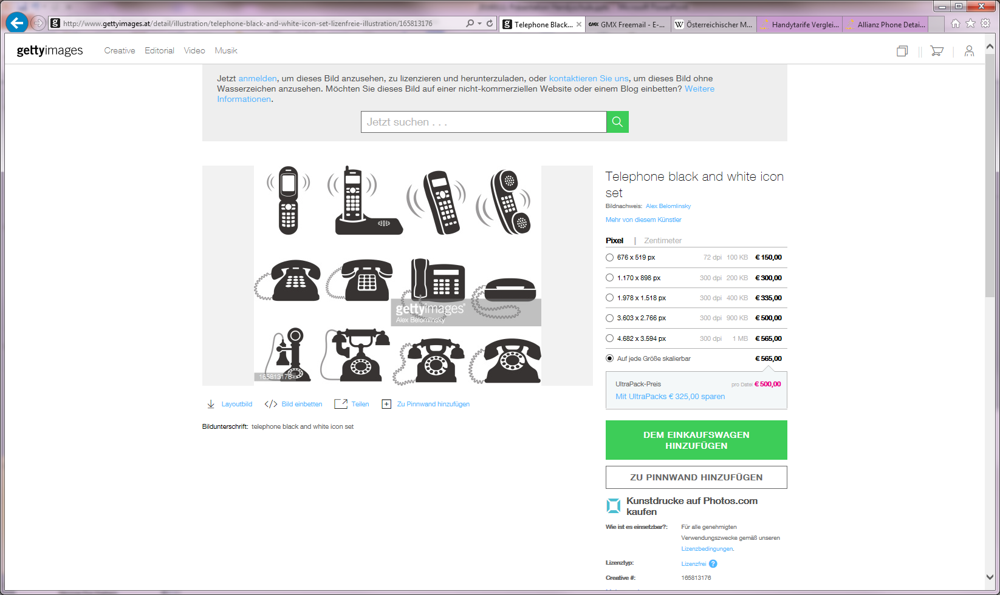 http://www.gettyimages.at/detail/illustration/telephone-black-and-white-icon-set-lizenfreie-illustration/165813176
Telephone Black...
GMX GMX Freemail - E-...
W Österreichischer M...
Handytarife Verglei...
Allianz Phone Detai...
gettyimages
Creative
Editorial
Video
Musik
Jetzt anmelden, um dieses Bild anzusehen, zu lizenzieren und herunterzuladen, oder kontaktieren Sie uns, um dieses Bild ohne
Wasserzeichen anzusehen. Möchten Sie dieses Bild auf einer nicht-kommerziellen Website oder einem Blog einbetten? Weitere
Informationen.
Jetzt suchen . . .
gettyimages
Alex Belomlinsky
165813176
Layoutbild
Bild einbetten
Teilen
Zu Pinnwand hinzufügen
Bildunterschrift: telephone black and white icon set
Telephone black and white icon
set
Bildnachweis: Alex Belomlinsky
Mehr von diesem Künstler
Pixel | Zentimeter
676 x 519 px 72 dpi 100 KB € 150,00
1.170 x 898 px 300 dpi 200 KB € 300,00
1.978 x 1.518 px 300 dpi 400 KB € 335,00
3.603 x 2.766 px 300 dpi 900 KB € 500,00
4.682 x 3.594 px 300 dpi 1 MB € 565,00
Auf jede Größe skalierbar € 565,00
UltraPack-Preis pro Datei € 500,00
Mit UltraPacks € 325,00 sparen
DEM EINKAUFSWAGEN
HINZUFÜGEN
ZU PINNWAND HINZUFÜGEN
Kunstdrucke auf Photos.com
kaufen
Wie ist es einsetzbar?: Für alle genehmigten
Verwendungszwecke gemäß unseren
Lizenzbedingungen.
Lizenztyp: Lizenzfrei ?
Creative #: 165813176